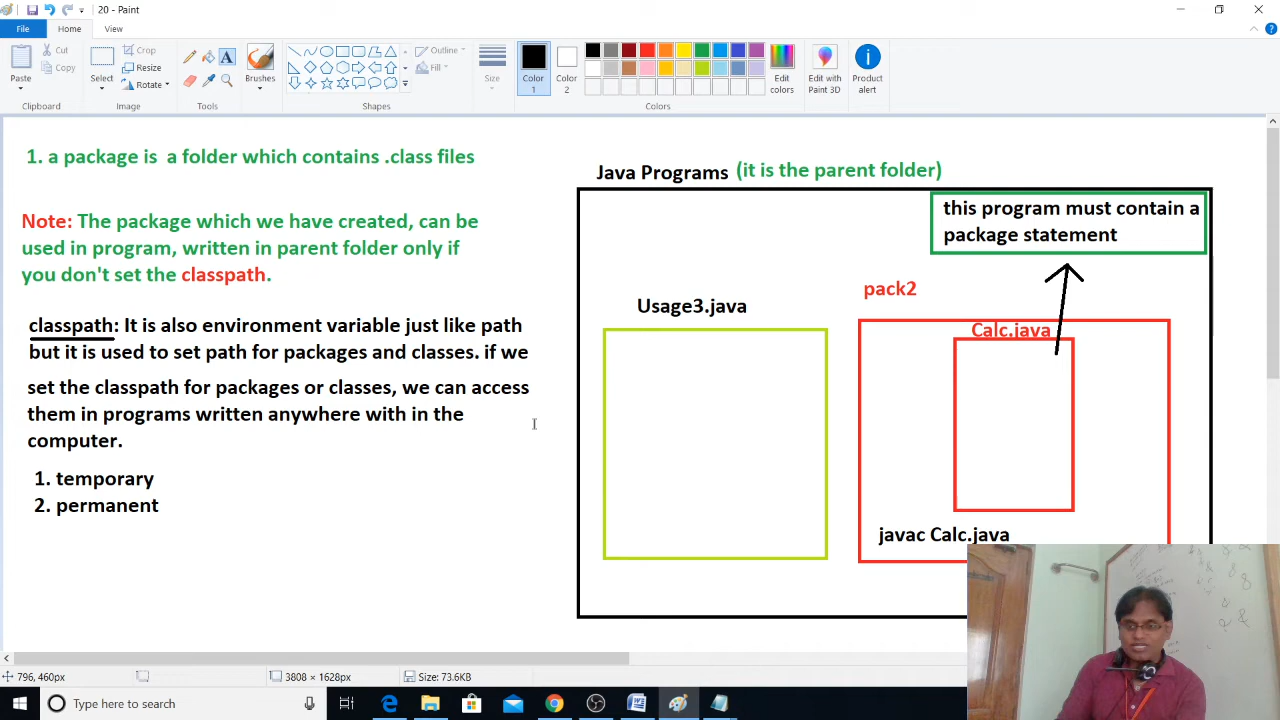 20 - Paint
File
Home
View
Paste
Cut
Copy
Clipboard
Select
Crop
Resize
Rotate
Image
A
Tools
Brushes
Shapes
Outline
Fill
Size
Color
1
Color
2
Edit
colors
Colors
Edit with
Paint 3D
Product
alert
1. a package is a folder which contains .class files
Note: The package which we have created, can be
used in program, written in parent folder only if
you don't set the classpath.
classpath: It is also environment variable just like path
but it is used to set path for packages and classes. if we
set the classpath for packages or classes, we can access
them in programs written anywhere with in the
computer.
1. temporary
2. permanent
Java Programs (it is the parent folder)
this program must contain a
package statement
pack2
Usage3.java
Calc.java
javac Calc.java
796, 460px
3808 × 1628px
Size: 73.6KB
Type here to search